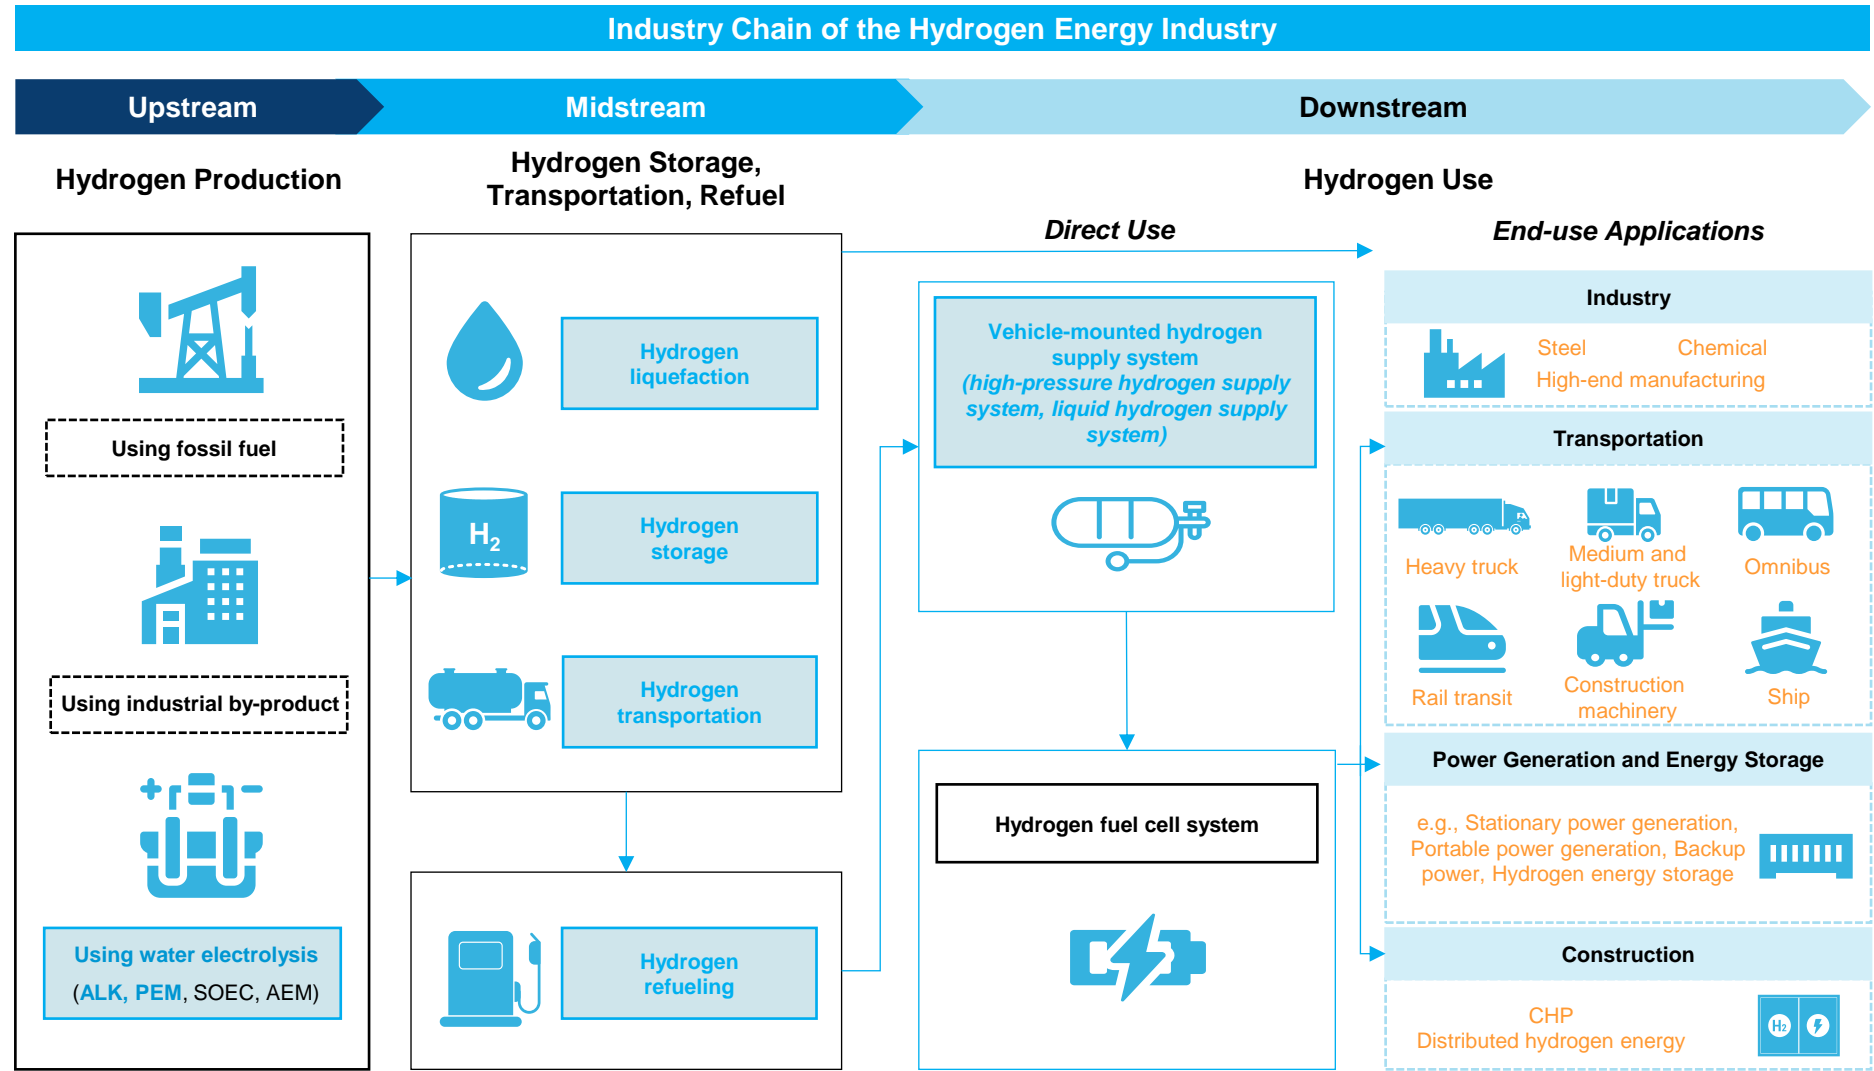 Industry Chain of the Hydrogen Energy Industry
Upstream
Midstream
Downstream
Hydrogen Production
Hydrogen Storage,
Transportation, Refuel
Hydrogen Use
Direct Use
End-use Applications
Using fossil fuel
Using industrial by-product
Using water electrolysis
(ALK, PEM, SOEC, AEM)
Hydrogen
liquefaction
H2
Hydrogen
storage
Hydrogen
transportation
Hydrogen
refueling
Vehicle-mounted hydrogen
supply system
(high-pressure hydrogen supply
system, liquid hydrogen supply
system)
Hydrogen fuel cell system
Industry
Steel Chemical
High-end manufacturing
Transportation
Heavy truck
Medium and
light-duty truck
Omnibus
Rail transit
Construction
machinery
Ship
Power Generation and Energy Storage
e.g., Stationary power generation,
Portable power generation, Backup
power, Hydrogen energy storage
Construction
CHP
Distributed hydrogen energy
H2